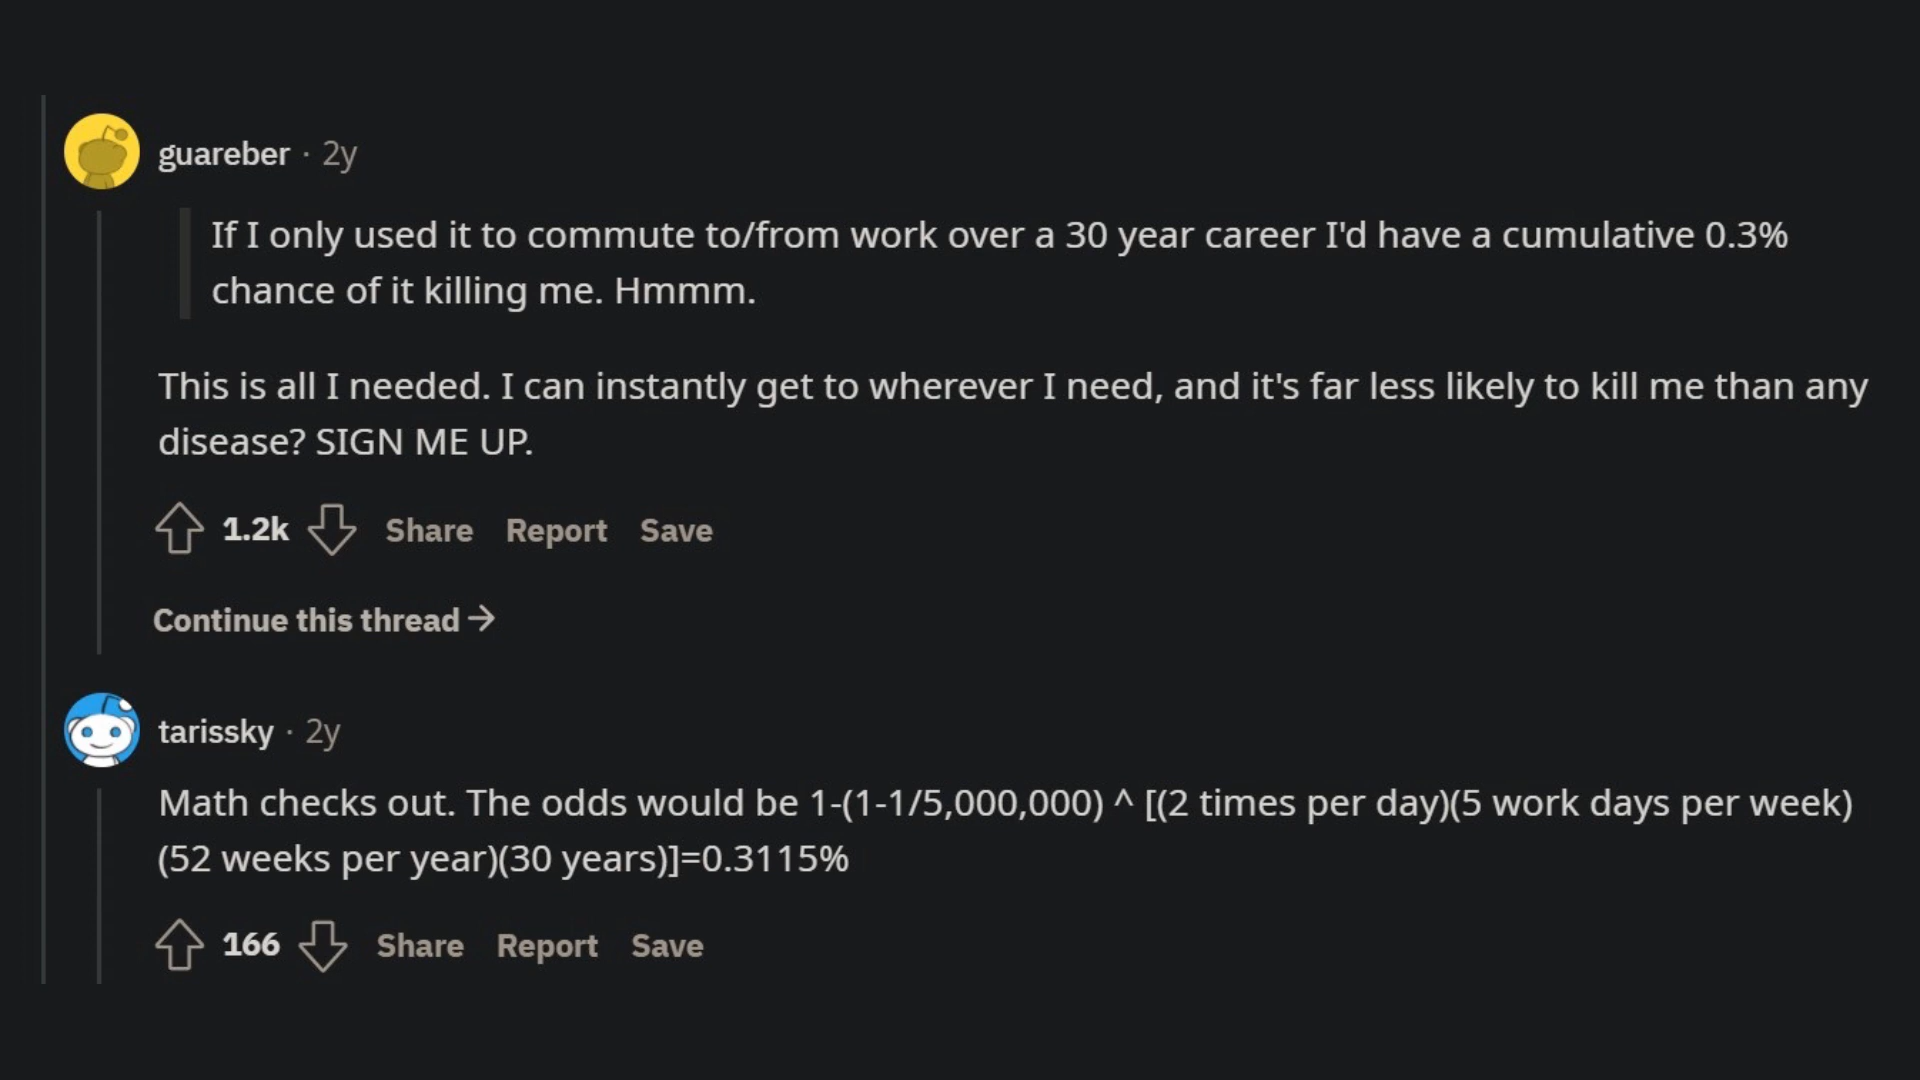 guareber · 2y
If I only used it to commute to/from work over a 30 year career I'd have a cumulative 0.3%
chance of it killing me. Hmmm.
This is all I needed. I can instantly get to wherever I need, and it's far less likely to kill me than any
disease? SIGN ME UP.
1.2k Share Report Save
Continue this thread →
tarissky · 2y
Math checks out. The odds would be 1-(1-1/5,000,000) ^ [(2 times per day)(5 work days per week)
(52 weeks per year)(30 years)]=0.3115%
166 Share Report Save